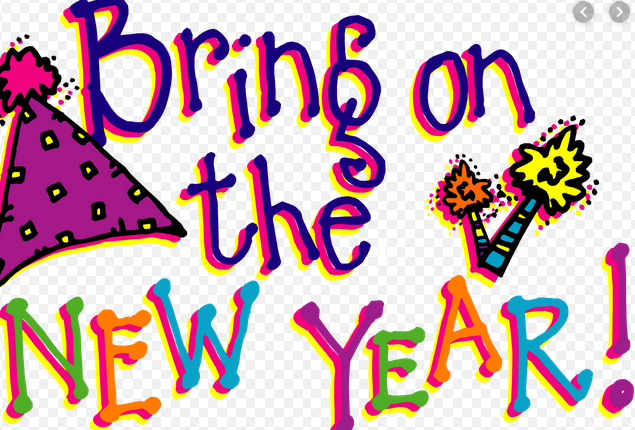 Bring on
the
NEW YEAR!